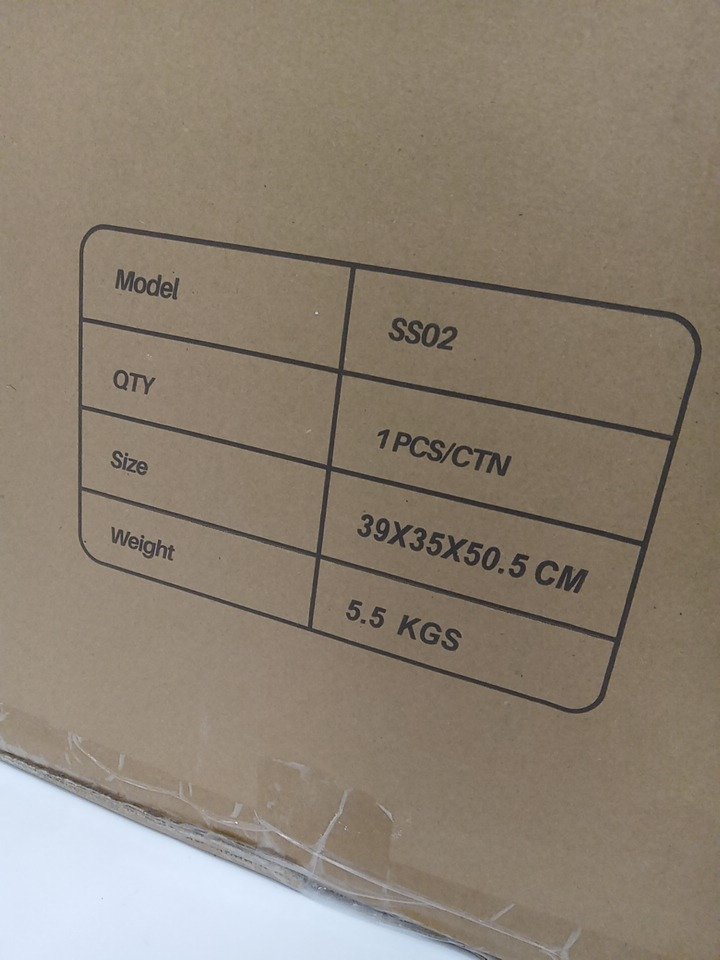 Model SS02
QTY 1PCS/CTN
Size 39X35X50.5 CM
Weight 5.5 KGS